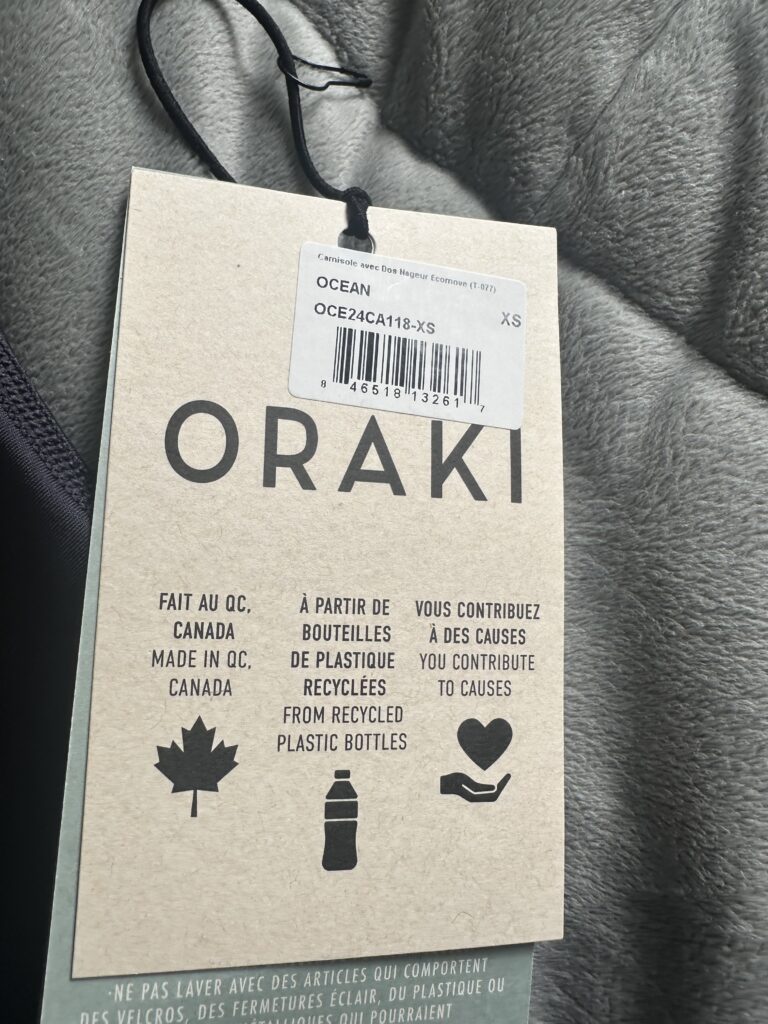 Camisole avec Dos Nageur Ecomove (T-077)
OCEAN
XS
OCE24CA118-XS
8 46518 13261 7
ORAKI
FAIT AU QC,
CANADA
MADE IN QC,
CANADA
À PARTIR DE
BOUTEILLES
DE PLASTIQUE
RECYCLÉES
FROM RECYCLED
PLASTIC BOTTLES
VOUS CONTRIBUEZ
À DES CAUSES
YOU CONTRIBUTE
TO CAUSES
·NE PAS LAVER AVEC DES ARTICLES QUI COMPORTENT
DES VELCROS, DES FERMETURES ÉCLAIR, DU PLASTIQUE OU
QUI POURRAIENT